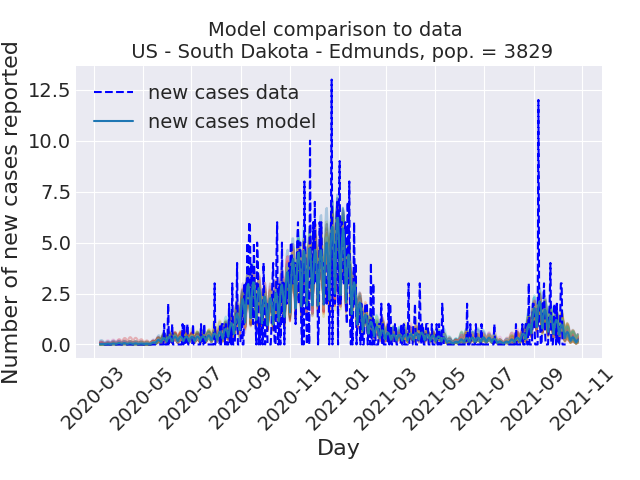 Model comparison to data
US - South Dakota - Edmunds, pop. = 3829
Number of new cases reported
12.5
10.0
7.5
5.0
2.5
0.0
new cases data
new cases model
2020-03
2020-05
2020-07
2020-09
2020-11
2021-01
2021-03
2021-05
2021-07
2021-09
2021-11
Day